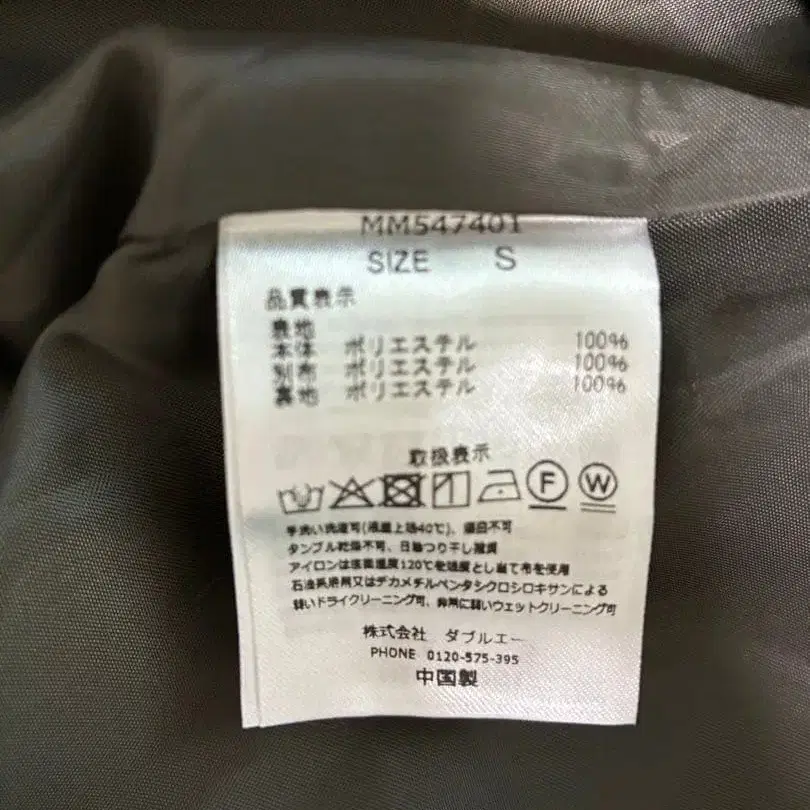 MM547401
SIZE S
品質表示
表地
本体 ポリエステル 100%
別布 ポリエステル 100%
裏地 ポリエステル 100%
取扱表示
F W
手洗い洗濯可(液温上限40℃)、漂白不可
タンブル乾燥不可、日陰つり干し推奨
アイロンは底面温度120℃を限度とし当て布を使用
石油系溶剤又はデカメチルペンタシクロシロキサンによる
弱いドライクリーニング可、非常に弱いウェットクリーニング可
株式会社 ダブルエー
PHONE 0120-575-395
中国製